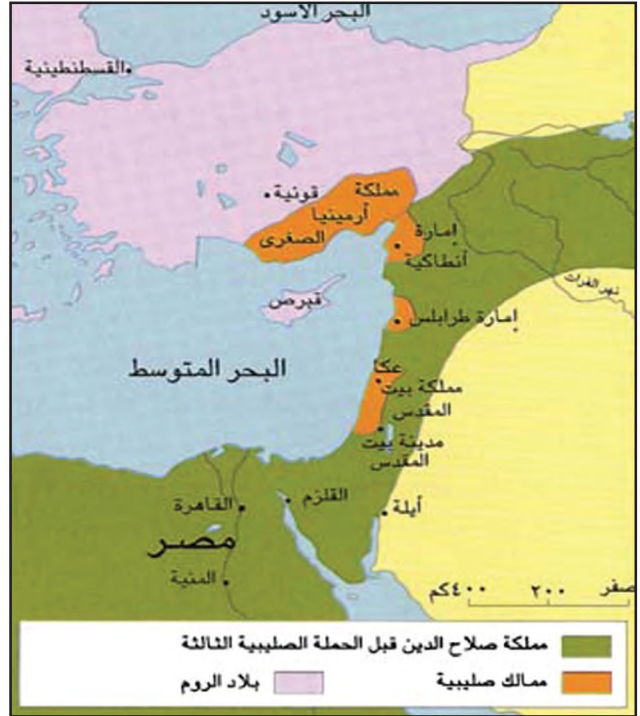 البحر الأسود
القسطنطينية
قونية
مملكة
أرمينيا
الصغرى
إمارة
أنطاكية
نهر الفرات
قبرص
إمارة طرابلس
البحر المتوسط
عكا
مملكة بيت
المقدس
مدينة بيت
المقدس
القلزم
أيلة
القاهرة
مصر
المنية
صفر ٢٠٠ ٤٠٠كم
مملكة صلاح الدين قبل الحملة الصليبية الثالثة
ممالك صليبية
بلاد الروم